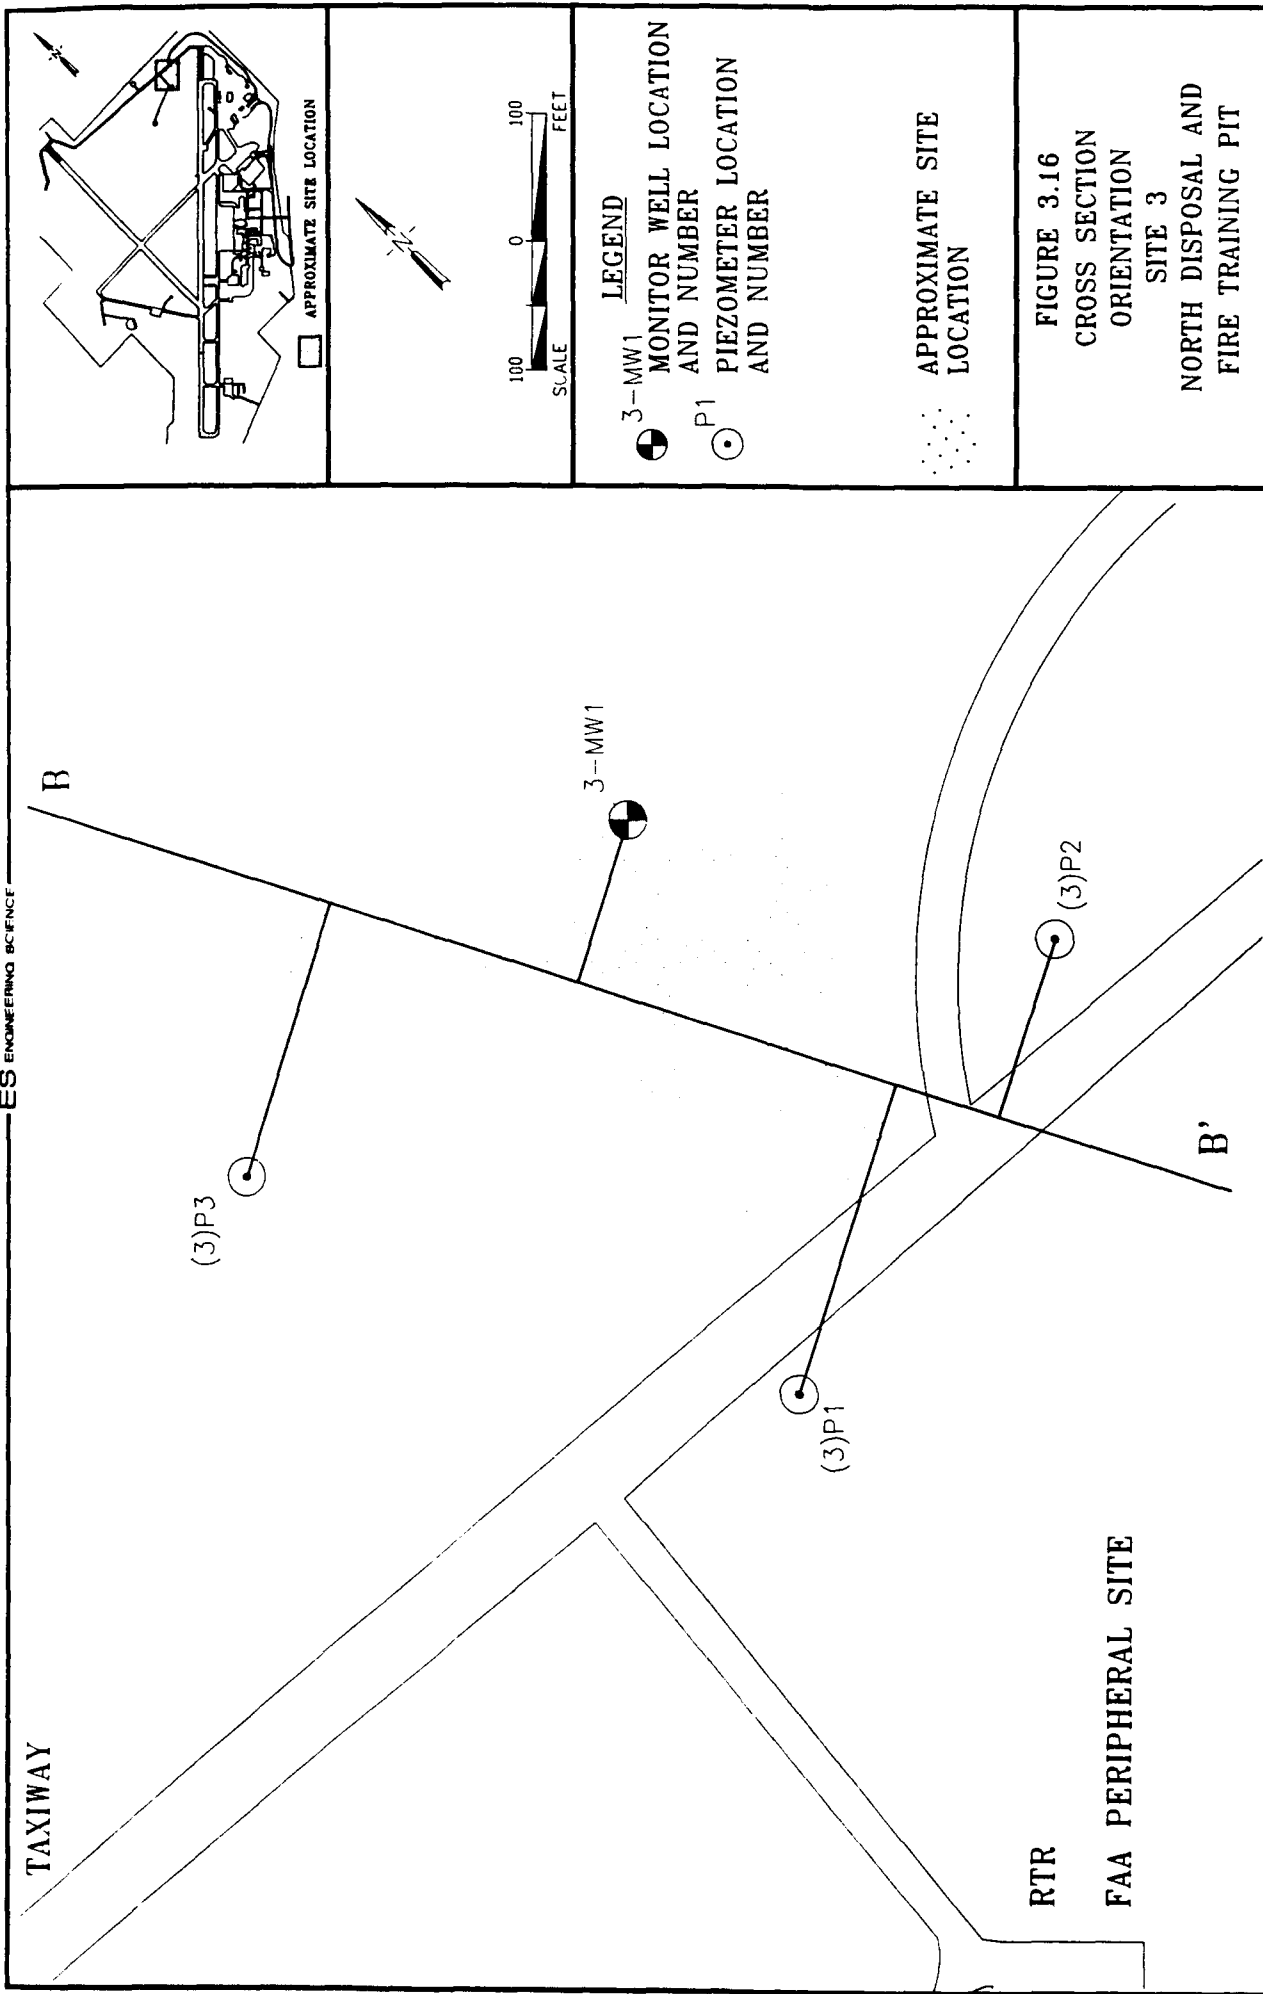 ES ENGINEERING SCIENCE
TAXIWAY
B
(3)P3
3-MW1
(3)P1
(3)P2
B'
RTR
FAA PERIPHERAL SITE
N
APPROXIMATE SITE LOCATION
N
100 0 100
SCALE FEET
LEGEND
3-MW1
MONITOR WELL LOCATION
AND NUMBER
P1
PIEZOMETER LOCATION
AND NUMBER
APPROXIMATE SITE
LOCATION
FIGURE 3.16
CROSS SECTION
ORIENTATION
SITE 3
NORTH DISPOSAL AND
FIRE TRAINING PIT